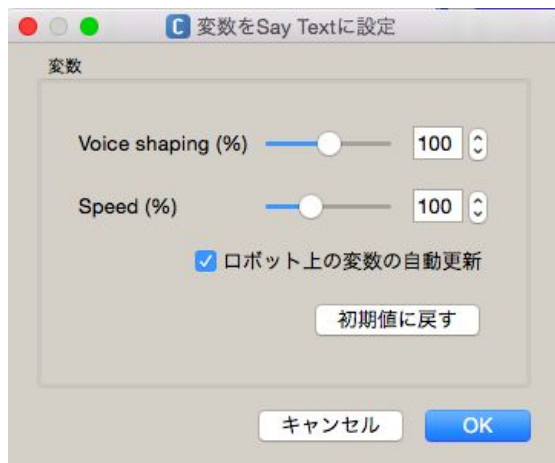 C 変数をSay Textに設定
変数
Voice shaping (%) 100
Speed (%) 100
ロボット上の変数の自動更新
初期値に戻す
キャンセル OK